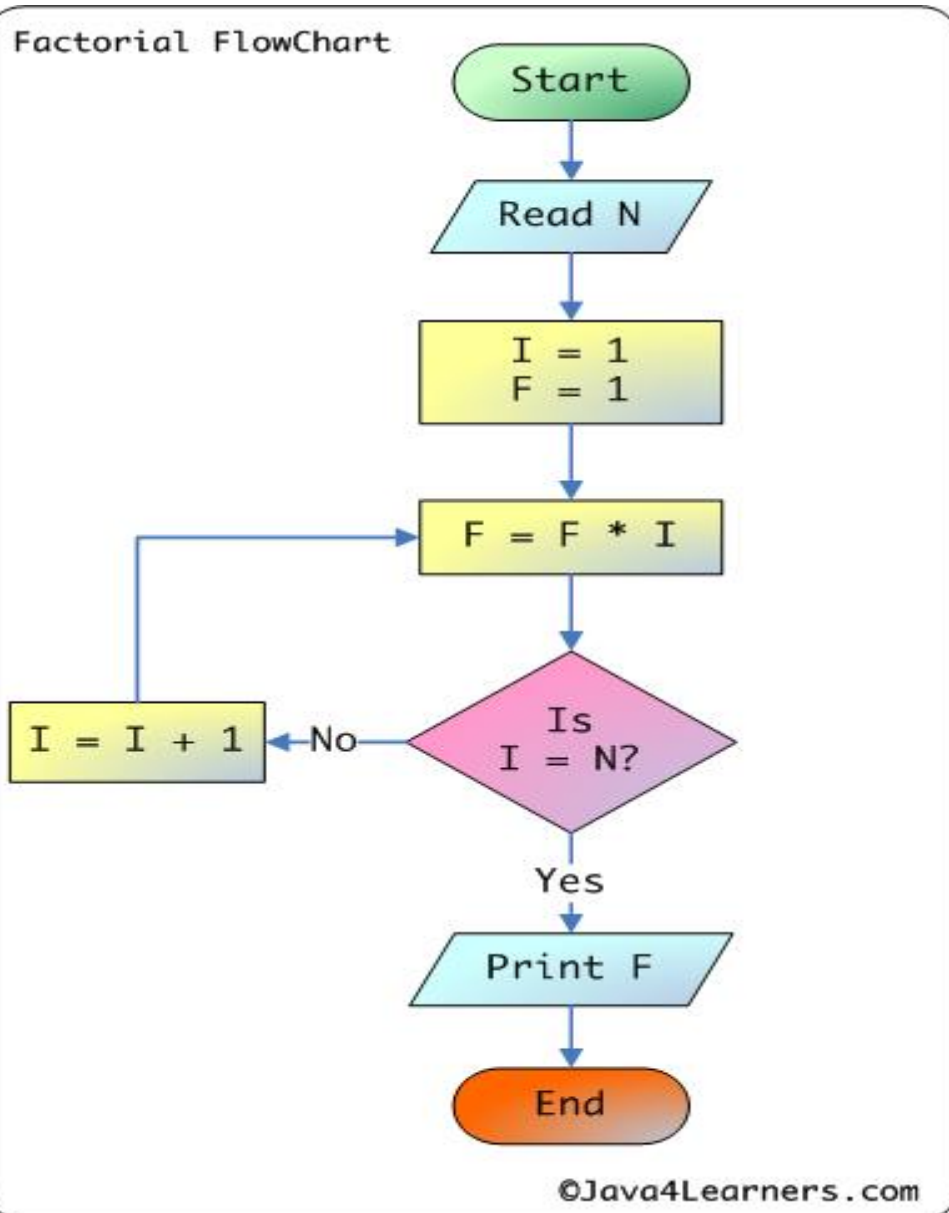 Factorial FlowChart
Start
Read N
I = 1
F = 1
F = F * I
Is
I = N?
No
I = I + 1
Yes
Print F
End
©Java4Learners.com